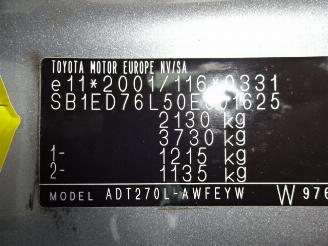 TOYOTA MOTOR EUROPE NV/SA
e11*2001/116*0331
2130 kg
3730 kg
1- 1215 kg
2- 1135 kg
MODEL ADT270L-AWFEYW W976